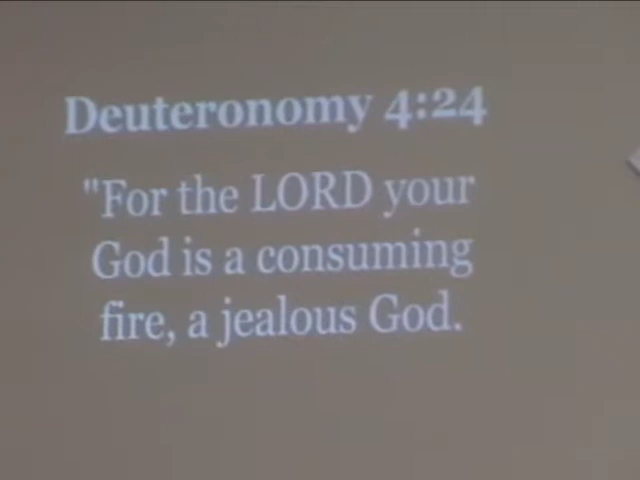 Deuteronomy 4:24
"For the LORD your
God is a consuming
fire, a jealous God.